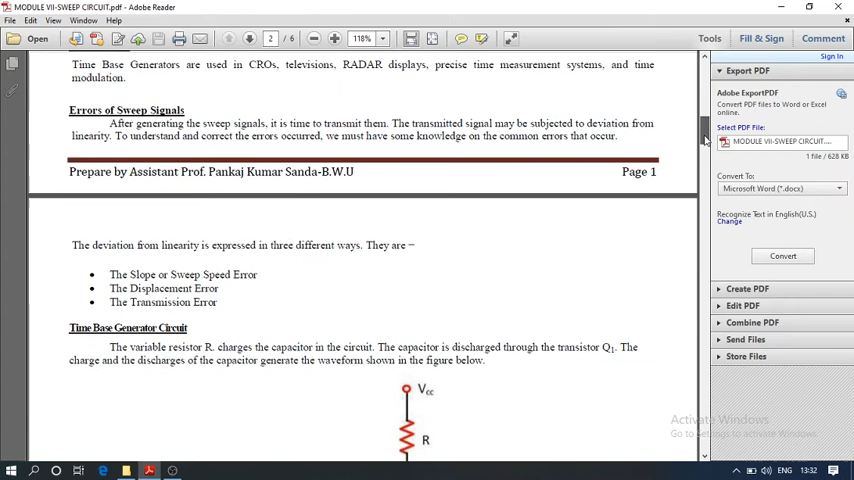 MODULE VII-SWEEP CIRCUIT.pdf - Adobe Reader
File Edit View Window Help
Open 2 / 6 118% Tools Fill & Sign Comment
Sign In
Time Base Generators are used in CROs, televisions, RADAR displays, precise time measurement systems, and time
modulation.
Errors of Sweep Signals
After generating the sweep signals, it is time to transmit them. The transmitted signal may be subjected to deviation from
linearity. To understand and correct the errors occurred, we must have some knowledge on the common errors that occur.
Prepare by Assistant Prof. Pankaj Kumar Sanda-B.W.U Page 1
The deviation from linearity is expressed in three different ways. They are −
• The Slope or Sweep Speed Error
• The Displacement Error
• The Transmission Error
Time Base Generator Circuit
The variable resistor R. charges the capacitor in the circuit. The capacitor is discharged through the transistor Q1. The
charge and the discharges of the capacitor generate the waveform shown in the figure below.
Vcc
R
Export PDF
Adobe ExportPDF
Convert PDF files to Word or Excel
online.
Select PDF File:
MODULE VII-SWEEP CIRCUIT....
1 file / 628 KB
Convert To:
Microsoft Word (*.docx)
Recognize Text in English(U.S.)
Change
Convert
Create PDF
Edit PDF
Combine PDF
Send Files
Store Files
Activate Windows
Go to Settings to activate Windows.
ENG 13:32